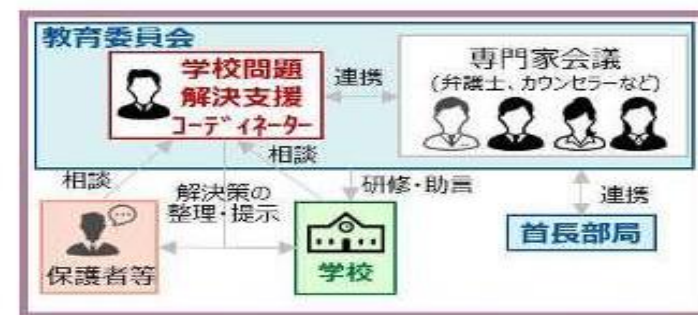 教育委員会
学校問題
解決支援
コーディネーター
連携
専門家会議
(弁護士、カウンセラーなど)
相談
相談
解決策の
整理・提示
研修・助言
連携
保護者等
学校
首長部局